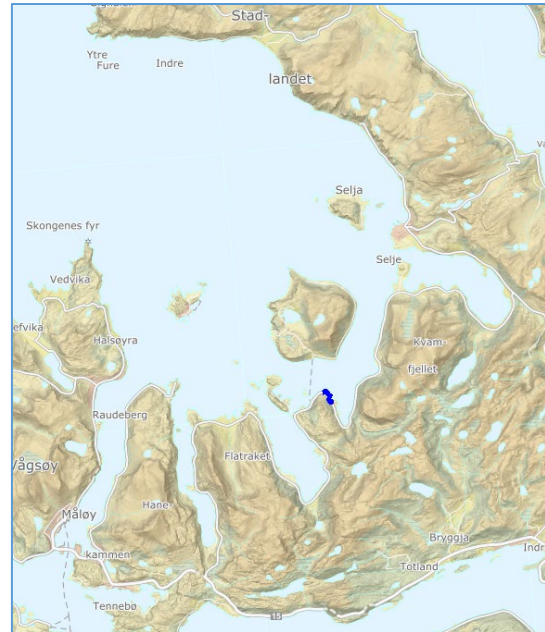 Stad-
landet
Ytre
Fure
Indre
Selja
Skongenes fyr
Selje
Vedvika
Halsøyra
Kvam-
fjellet
Raudeberg
Flatraket
Vågsøy
Hane-
Måløy
kammen
Bryggja
Indr
Totland
Tennebø
15